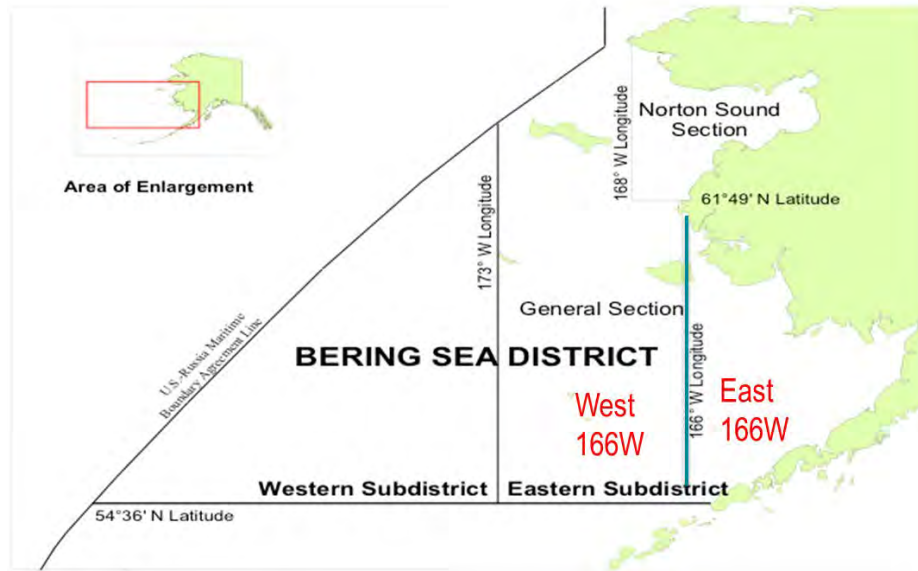 Area of Enlargement
Norton Sound
Section
168° W Longitude
61°49' N Latitude
173° W Longitude
General Section
U.S.-Russia Maritime
Boundary Agreement Line
BERING SEA DISTRICT
166° W Longitude
West
166W
East
166W
Western Subdistrict
Eastern Subdistrict
54°36' N Latitude